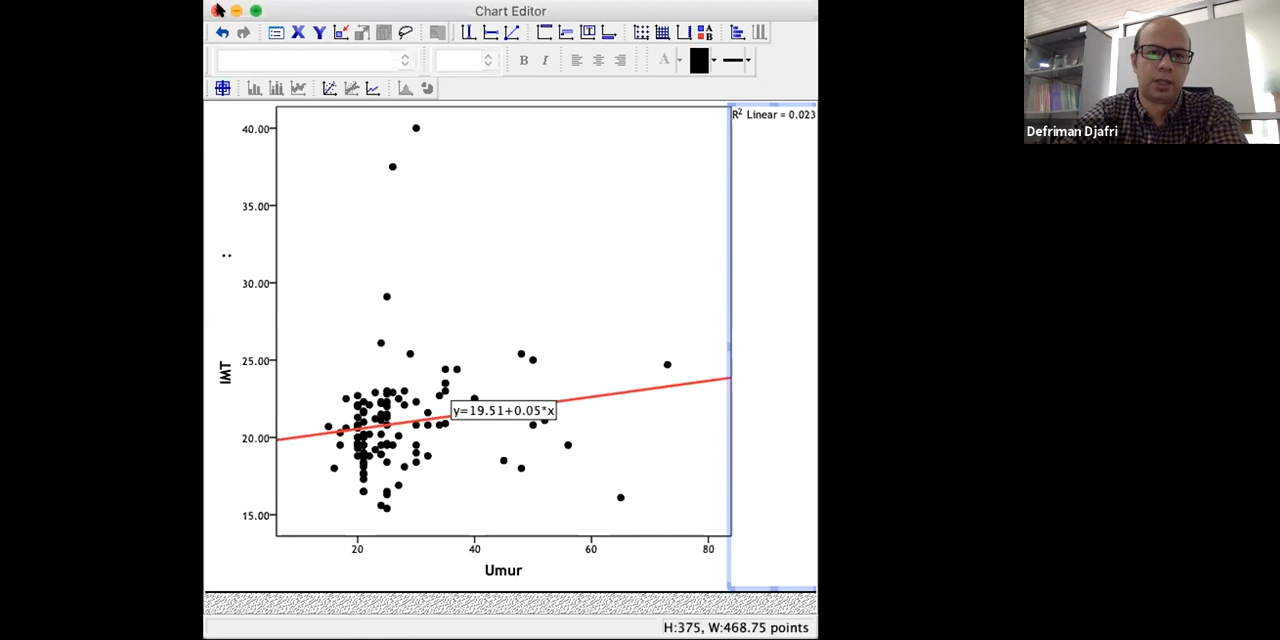 Chart Editor
X Y
B I
A
R² Linear = 0.023
40.00
35.00
30.00
25.00
20.00
15.00
IMT
y=19.51+0.05*x
20 40 60 80
Umur
H:375, W:468.75 points
Defriman Djafri